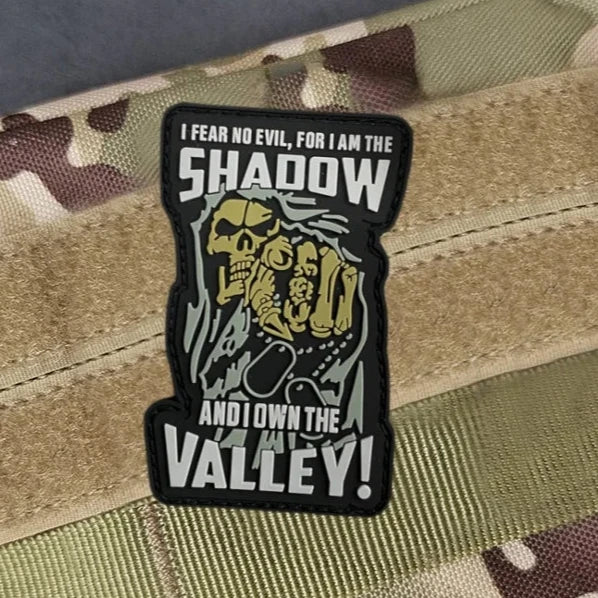 I FEAR NO EVIL, FOR I AM THE
SHADOW
AND I OWN THE
VALLEY!